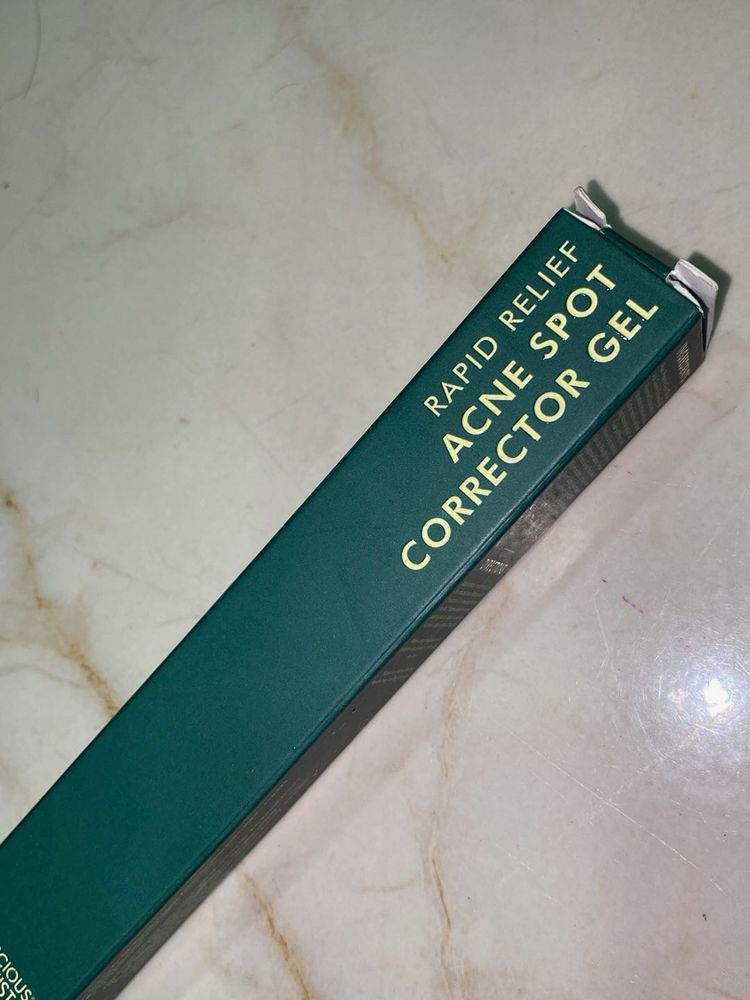 RAPID RELIEF
ACNE SPOT
CORRECTOR GEL